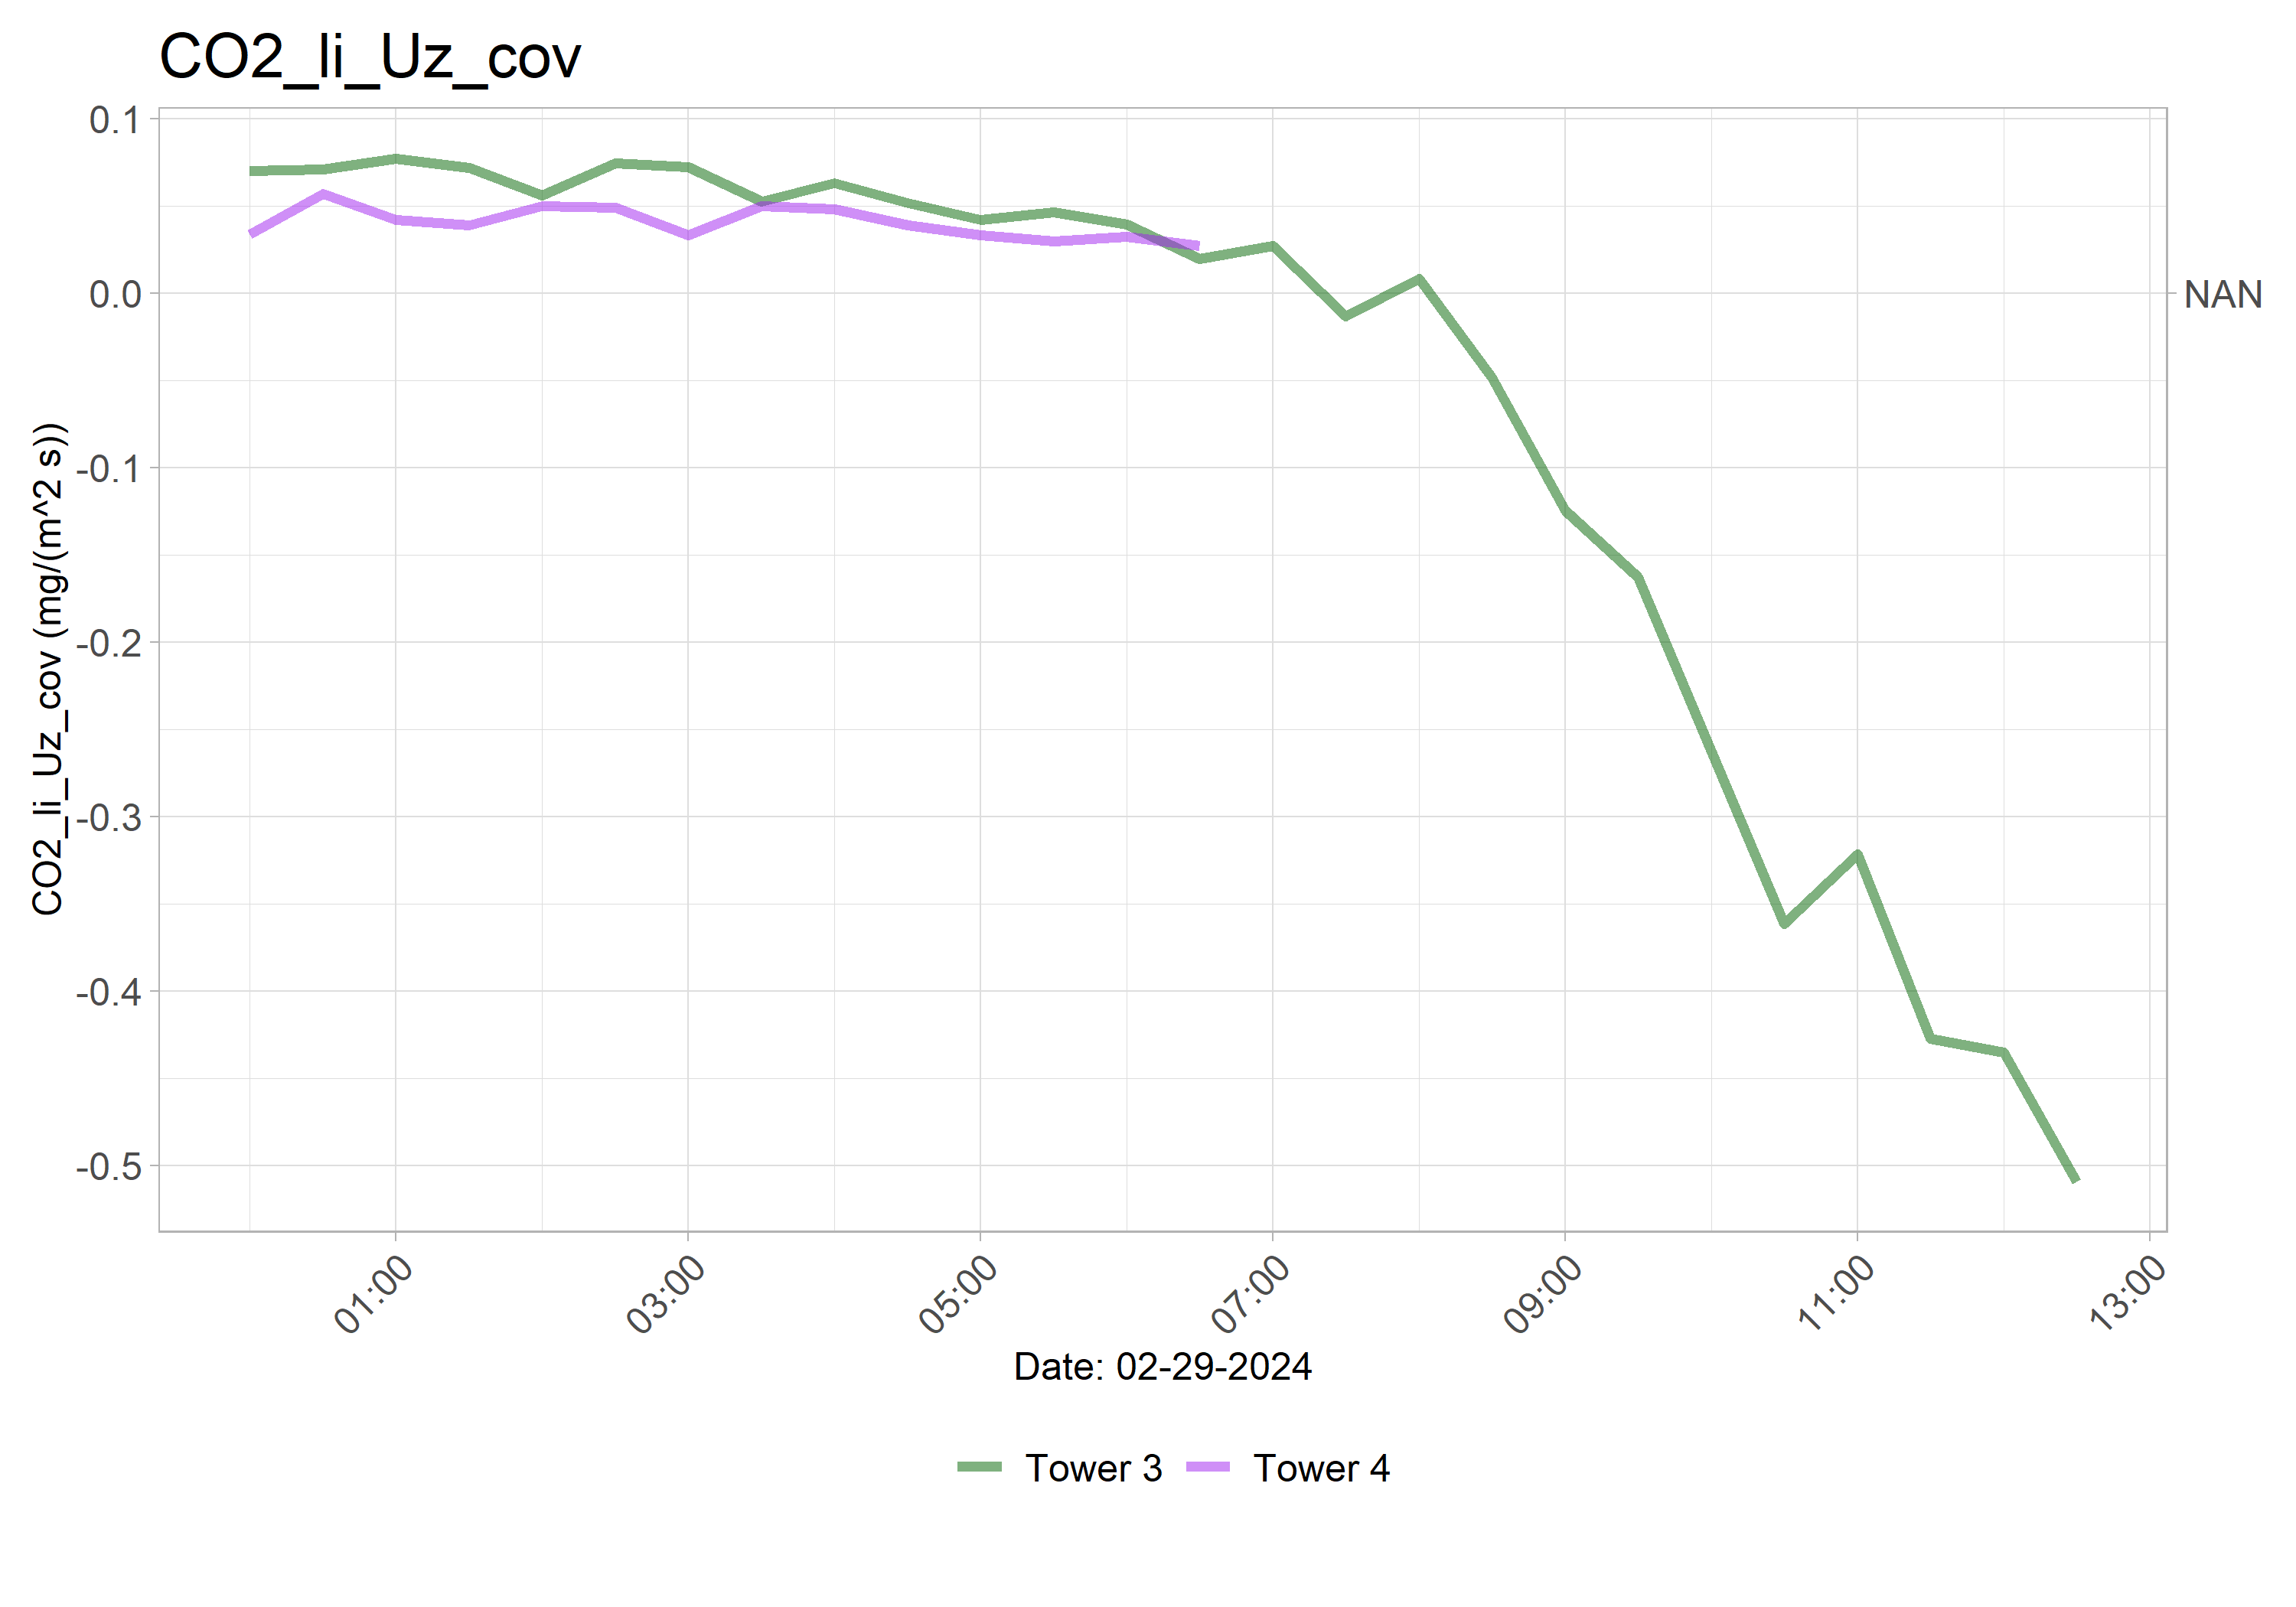 CO2_li_Uz_cov
CO2_li_Uz_cov (mg/(m^2 s))
0.1
0.0
-0.1
-0.2
-0.3
-0.4
-0.5
NAN
01:00
03:00
05:00
07:00
09:00
11:00
13:00
Date: 02-29-2024
Tower 3
Tower 4